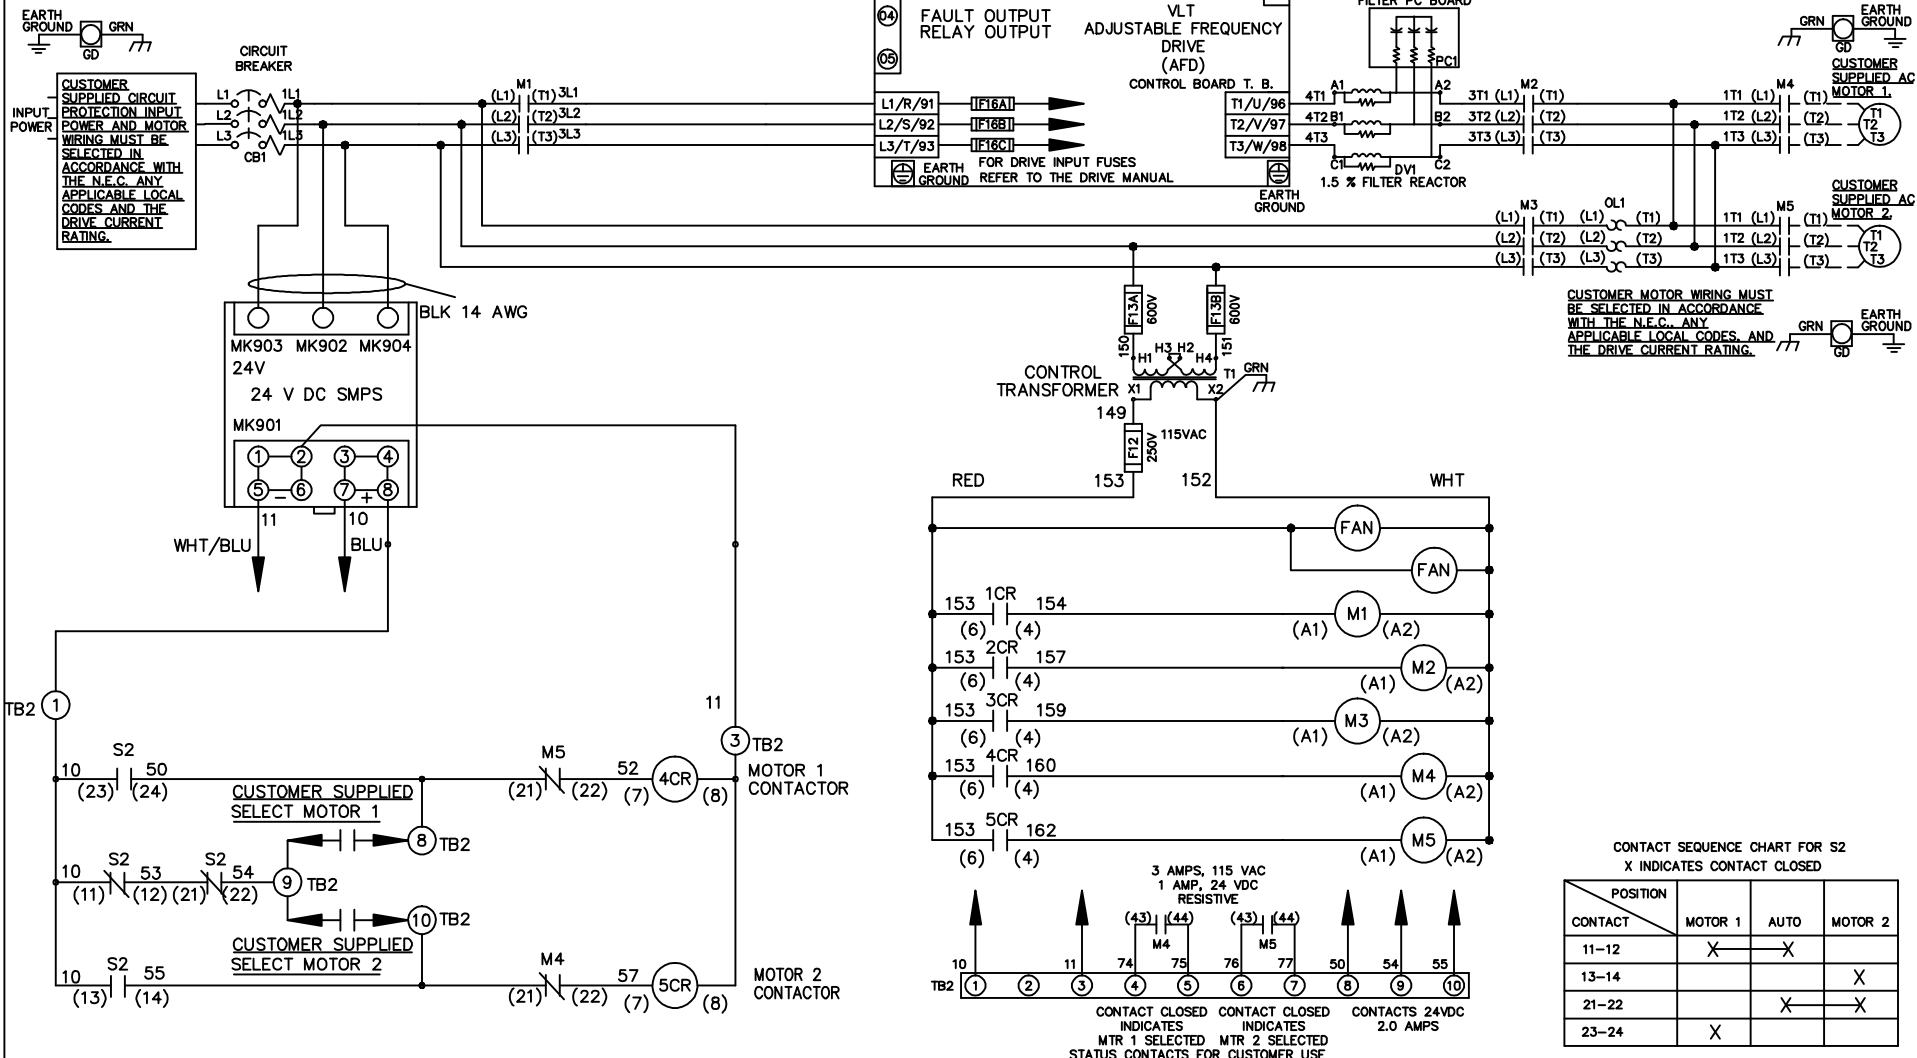 EARTH
GROUND
GRN
GD
CIRCUIT
BREAKER
INPUT
POWER
CUSTOMER
SUPPLIED CIRCUIT
PROTECTION INPUT
POWER AND MOTOR
WIRING MUST BE
SELECTED IN
ACCORDANCE WITH
THE N.E.C. ANY
APPLICABLE LOCAL
CODES AND THE
DRIVE CURRENT
RATING.
L1 1L1
L2 1L2
L3 1L3
CB1
M1
(L1) (T1) 3L1
(L2) (T2) 3L2
(L3) (T3) 3L3
04
05
FAULT OUTPUT
RELAY OUTPUT
VLT
ADJUSTABLE FREQUENCY
DRIVE
(AFD)
CONTROL BOARD T. B.
L1/R/91 F16A T1/U/96
L2/S/92 F16B T2/V/97
L3/T/93 F16C T3/W/98
EARTH
GROUND
FOR DRIVE INPUT FUSES
REFER TO THE DRIVE MANUAL
EARTH
GROUND
FILTER PC BOARD
PC1
4T1 A1 A2
4T2 B1 B2
4T3 C1 C2
DV1
1.5 % FILTER REACTOR
M2
3T1 (L1) (T1)
3T2 (L2) (T2)
3T3 (L3) (T3)
M4
1T1 (L1) (T1)
1T2 (L2) (T2)
1T3 (L3) (T3)
GRN
GD
EARTH
GROUND
CUSTOMER
SUPPLIED AC
MOTOR 1.
T1
T2
T3
M3
(L1) (T1)
(L2) (T2)
(L3) (T3)
OL1
(L1) (T1)
(L2) (T2)
(L3) (T3)
M5
1T1 (L1) (T1)
1T2 (L2) (T2)
1T3 (L3) (T3)
CUSTOMER
SUPPLIED AC
MOTOR 2.
T1
T2
T3
CUSTOMER MOTOR WIRING MUST
BE SELECTED IN ACCORDANCE
WITH THE N.E.C., ANY
APPLICABLE LOCAL CODES, AND
THE DRIVE CURRENT RATING.
GRN
GD
EARTH
GROUND
BLK 14 AWG
MK903 MK902 MK904
24V
24 V DC SMPS
MK901
1 2 3 4
5 6 7 8
- +
11 10
WHT/BLU
BLU
F13A
600V
F13B
600V
150
151
H1 H3 H2 H4
CONTROL
TRANSFORMER
X1 X2
T1
GRN
149
F12
250V
115VAC
153 152
RED WHT
FAN
FAN
1CR
153 154
(6) (4)
M1
(A1) (A2)
2CR
153 157
(6) (4)
M2
(A1) (A2)
3CR
153 159
(6) (4)
M3
(A1) (A2)
4CR
153 160
(6) (4)
M4
(A1) (A2)
5CR
153 162
(6) (4)
M5
(A1) (A2)
TB2 1
11
3 TB2
S2
10 50
(23) (24)
M5
(21) (22)
52
(7) 4CR (8)
MOTOR 1
CONTACTOR
CUSTOMER SUPPLIED
SELECT MOTOR 1
8 TB2
S2 S2
10 53 54
(11) (12) (21) (22)
9 TB2
10 TB2
CUSTOMER SUPPLIED
SELECT MOTOR 2
S2
10 55
(13) (14)
M4
(21) (22)
57
(7) 5CR (8)
MOTOR 2
CONTACTOR
3 AMPS, 115 VAC
1 AMP, 24 VDC
RESISTIVE
(43) (44) (43) (44)
M4 M5
10 11 74 75 76 77 50 54 55
TB2 1 2 3 4 5 6 7 8 9 10
CONTACT CLOSED
INDICATES
MTR 1 SELECTED
CONTACT CLOSED
INDICATES
MTR 2 SELECTED
STATUS CONTACTS FOR CUSTOMER USE
CONTACTS 24VDC
2.0 AMPS
CONTACT SEQUENCE CHART FOR S2
X INDICATES CONTACT CLOSED
POSITION
CONTACT MOTOR 1 AUTO MOTOR 2
11-12 X X
13-14 X
21-22 X X
23-24 X